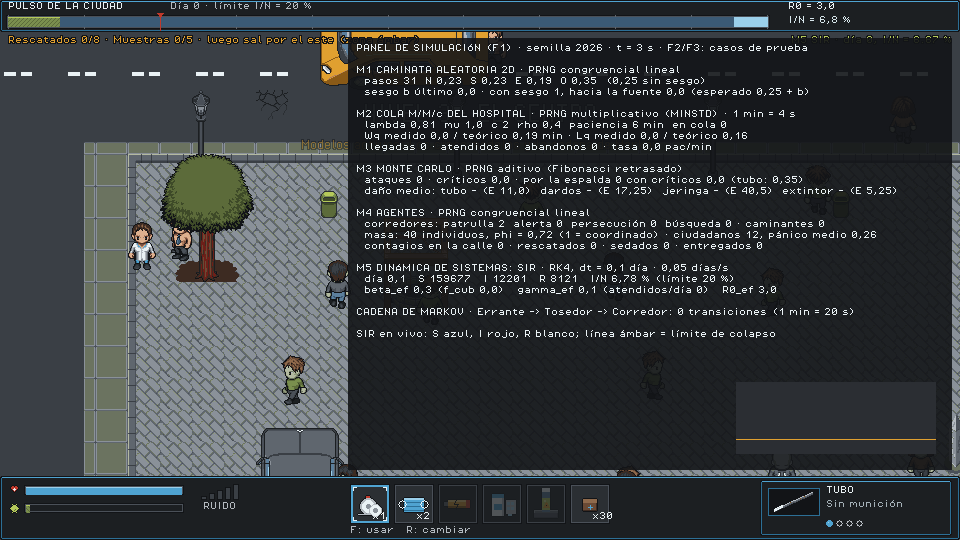 PULSO DE LA CIUDAD
Día 0 · límite I/N = 20 %
R0 = 3,0
I/N = 6,8 %
Rescatados 0/8 · Muestras 0/5 · luego sal por el este
PANEL DE SIMULACIÓN (F1) · semilla 2026 · t = 3 s · F2/F3: casos de prueba
M1 CAMINATA ALEATORIA 2D · PRNG congruencial lineal
pasos 31 N 0,23 S 0,23 E 0,19 O 0,35 (0,25 sin sesgo)
sesgo b último 0,0 · con sesgo 1, hacia la fuente 0,0 (esperado 0,25 + b)
M2 COLA M/M/c DEL HOSPITAL · PRNG multiplicativo (MINSTD) · 1 min = 4 s
lambda 0,81 mu 1,0 c 2 rho 0,4 paciencia 6 min en cola 0
Wq medido 0,0 / teórico 0,19 min · Lq medido 0,0 / teórico 0,16
llegadas 0 · atendidos 0 · abandonos 0 · tasa 0,0 pac/min
Modelos
M3 MONTE CARLO · PRNG aditivo (Fibonacci retrasado)
ataques 0 · críticos 0,0 · por la espalda 0 con críticos 0,0 (tubo: 0,35)
daño medio: tubo - (E 11,0) dardos - (E 17,25) jeringa - (E 40,5) extintor - (E 5,25)
M4 AGENTES · PRNG congruencial lineal
corredores: patrulla 2 alerta 0 persecución 0 búsqueda 0 · caminantes 0
masa: 40 individuos, phi = 0,72 (1 = coordinado) · ciudadanos 12, pánico medio 0,26
contagios en la calle 0 · rescatados 0 · sedados 0 · entregados 0
M5 DINÁMICA DE SISTEMAS: SIR · RK4, dt = 0,1 día · 0,05 días/s
día 0,1 S 159677 I 12201 R 8121 I/N 6,78 % (límite 20 %)
beta_ef 0,3 (f_cub 0,0) gamma_ef 0,1 (atendidos/día 0) R0_ef 3,0
CADENA DE MARKOV · Errante -> Tosedor -> Corredor: 0 transiciones (1 min = 20 s)
SIR en vivo: S azul, I rojo, R blanco; línea ámbar = límite de colapso
RUIDO
x1
x2
x30
F: usar R: cambiar
TUBO
Sin munición